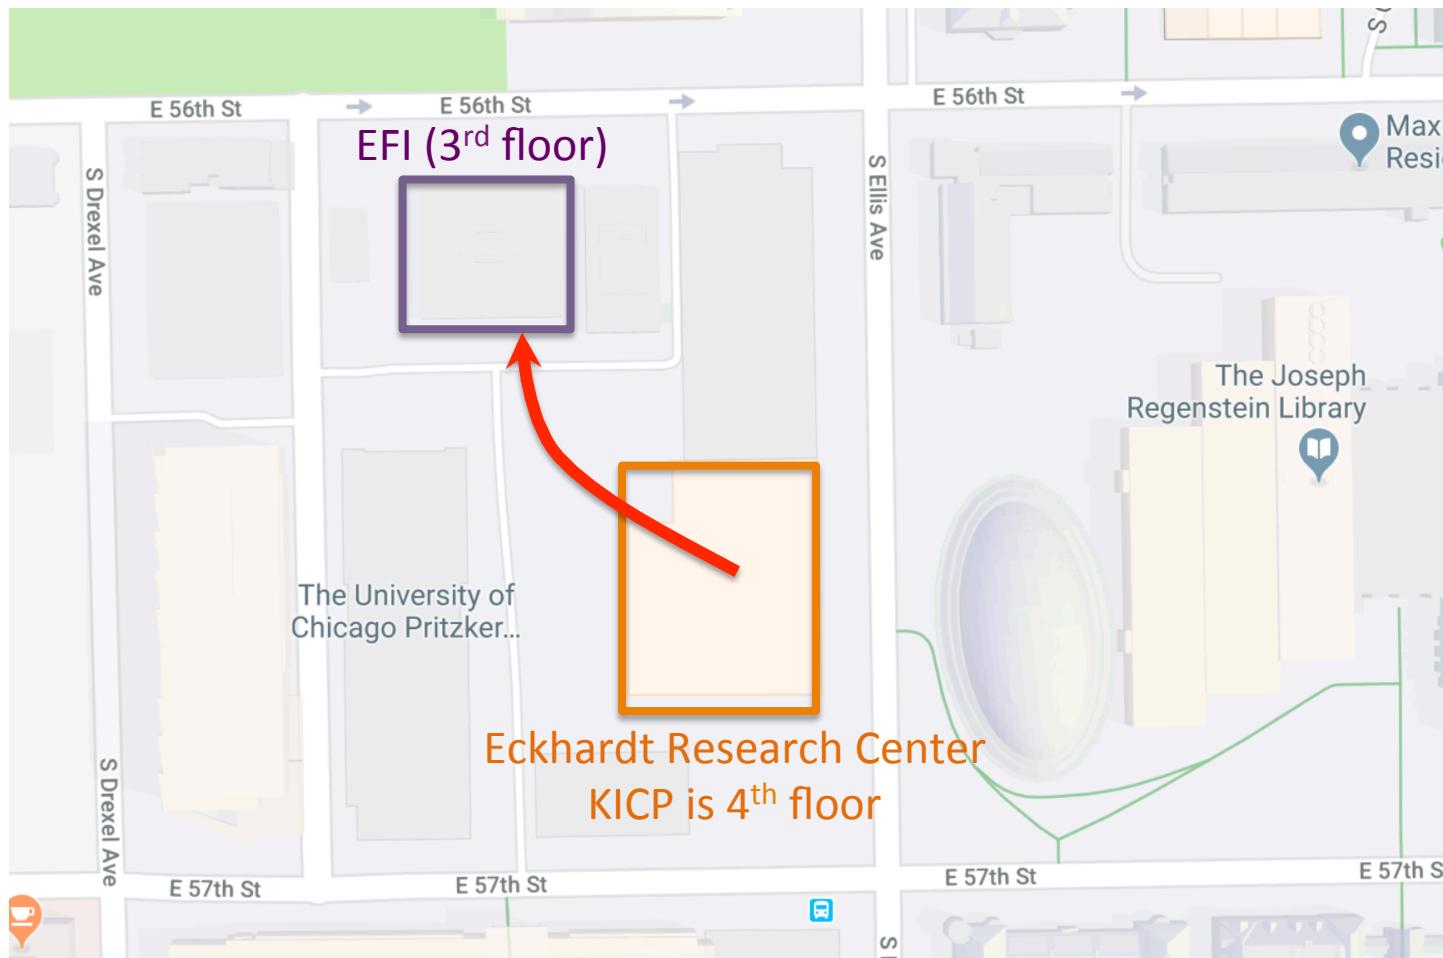 E 56th St
E 56th St
E 56th St
S
EFI (3rd floor)
Max
Resi
S Drexel Ave
S Ellis Ave
The Joseph
Regenstein Library
The University of
Chicago Pritzker...
Eckhardt Research Center
KICP is 4th floor
S Drexel Ave
E 57th St
E 57th St
E 57th St
E 57th S
S